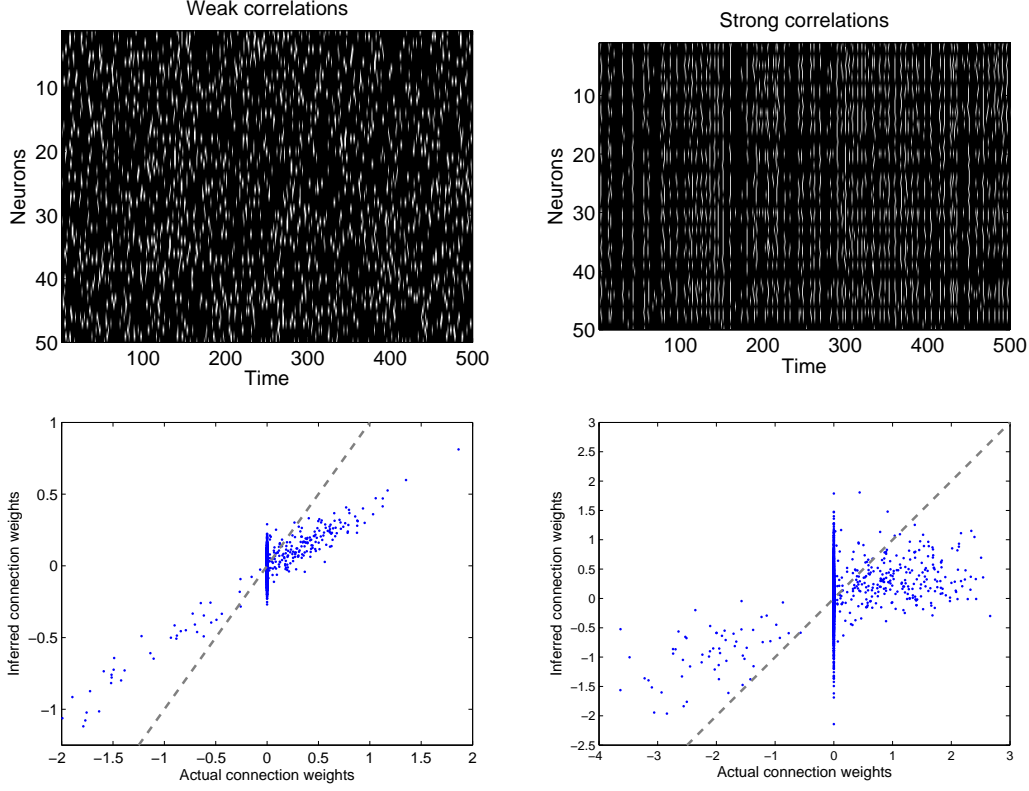 Weak correlations
Neurons
10
20
30
40
50
100 200 300 400 500
Time
Strong correlations
Neurons
10
20
30
40
50
100 200 300 400 500
Time
Inferred connection weights
1
0.5
0
−0.5
−1
−2 −1.5 −1 −0.5 0 0.5 1 1.5 2
Actual connection weights
Inferred connection weights
3
2.5
2
1.5
1
0.5
0
−0.5
−1
−1.5
−2
−2.5
−4 −3 −2 −1 0 1 2 3
Actual connection weights